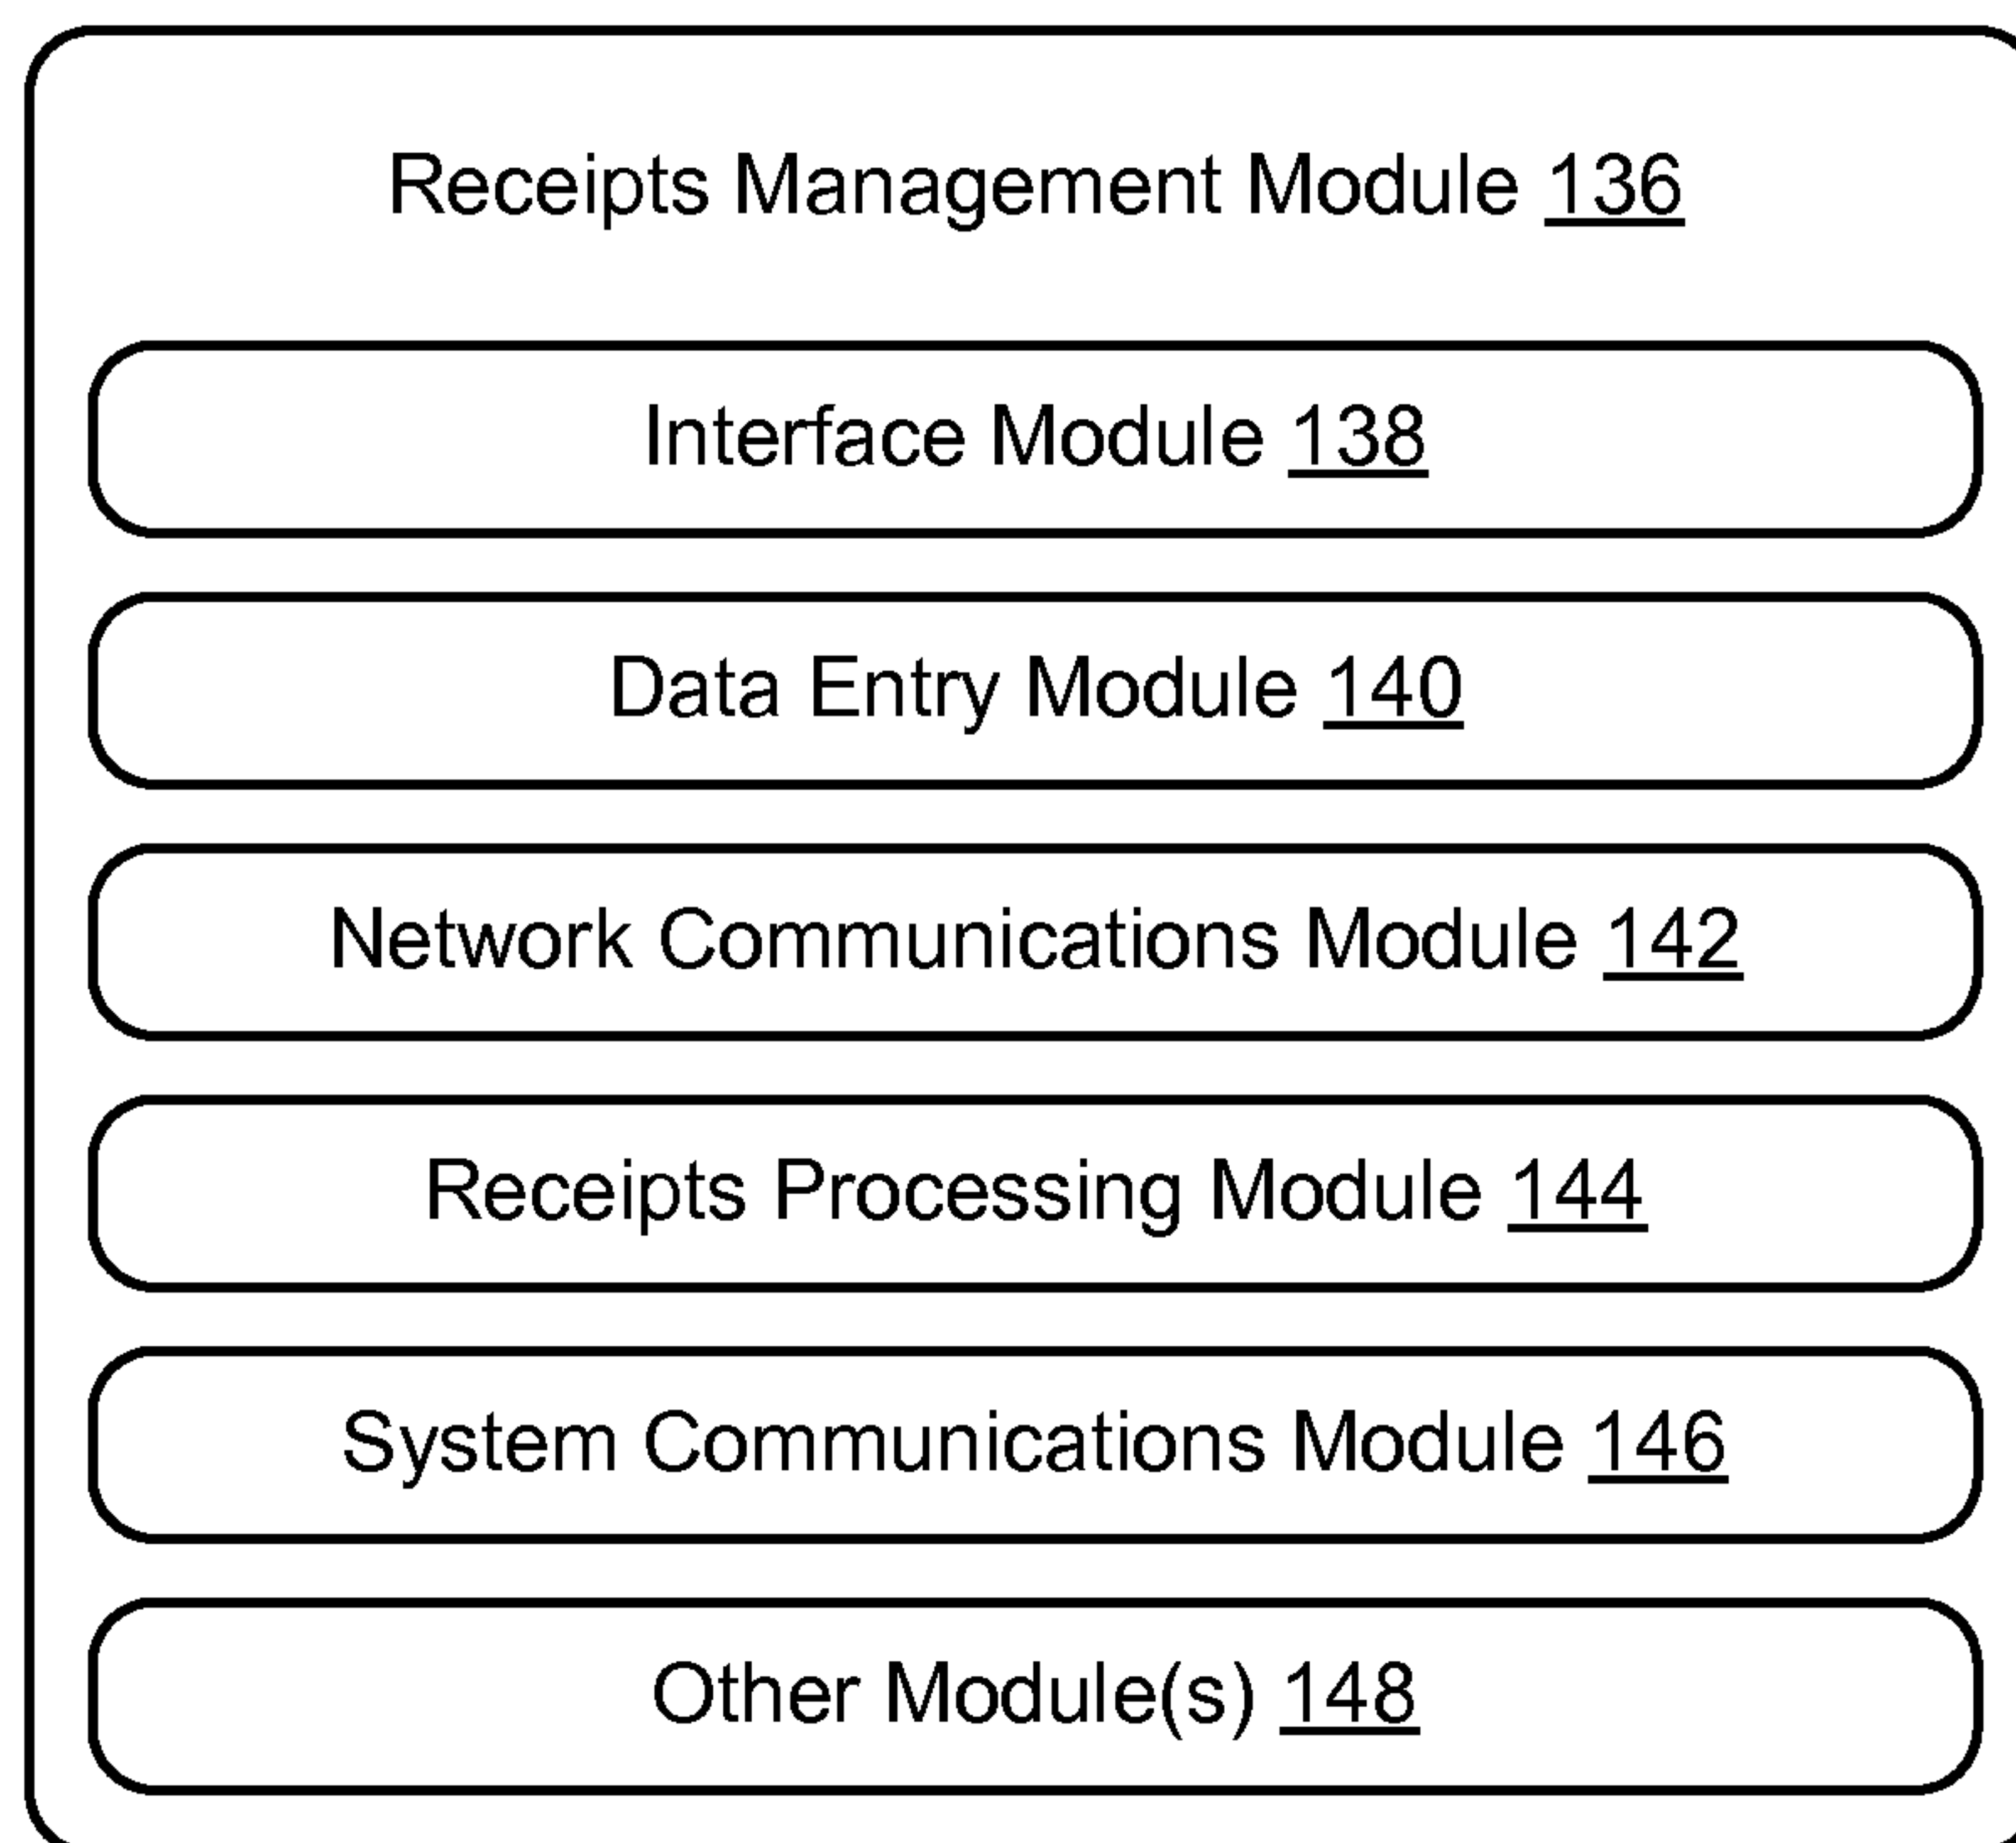 Receipts Management Module 136
Interface Module 138
Data Entry Module 140
Network Communications Module 142
Receipts Processing Module 144
System Communications Module 146
Other Module(s) 148